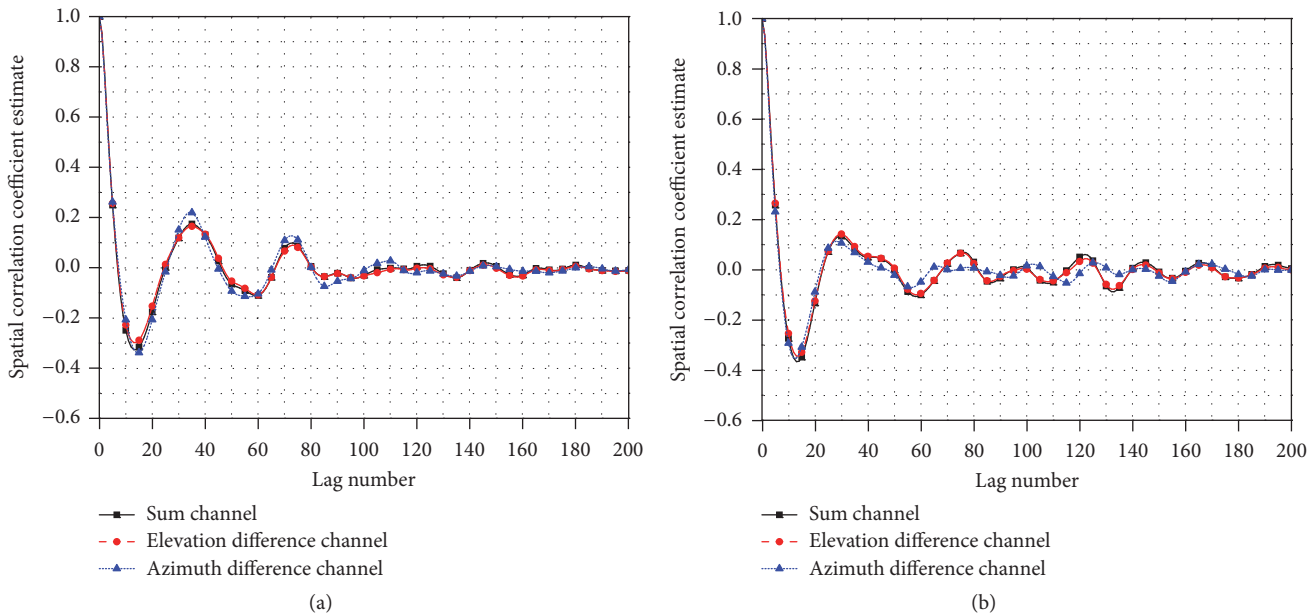 Spatial correlation coefficient estimate
1.0
0.8
0.6
0.4
0.2
0.0
−0.2
−0.4
−0.6
0 20 40 60 80 100 120 140 160 180 200
Lag number
Sum channel
Elevation difference channel
Azimuth difference channel
(a)
Spatial correlation coefficient estimate
1.0
0.8
0.6
0.4
0.2
0.0
−0.2
−0.4
−0.6
0 20 40 60 80 100 120 140 160 180 200
Lag number
Sum channel
Elevation difference channel
Azimuth difference channel
(b)